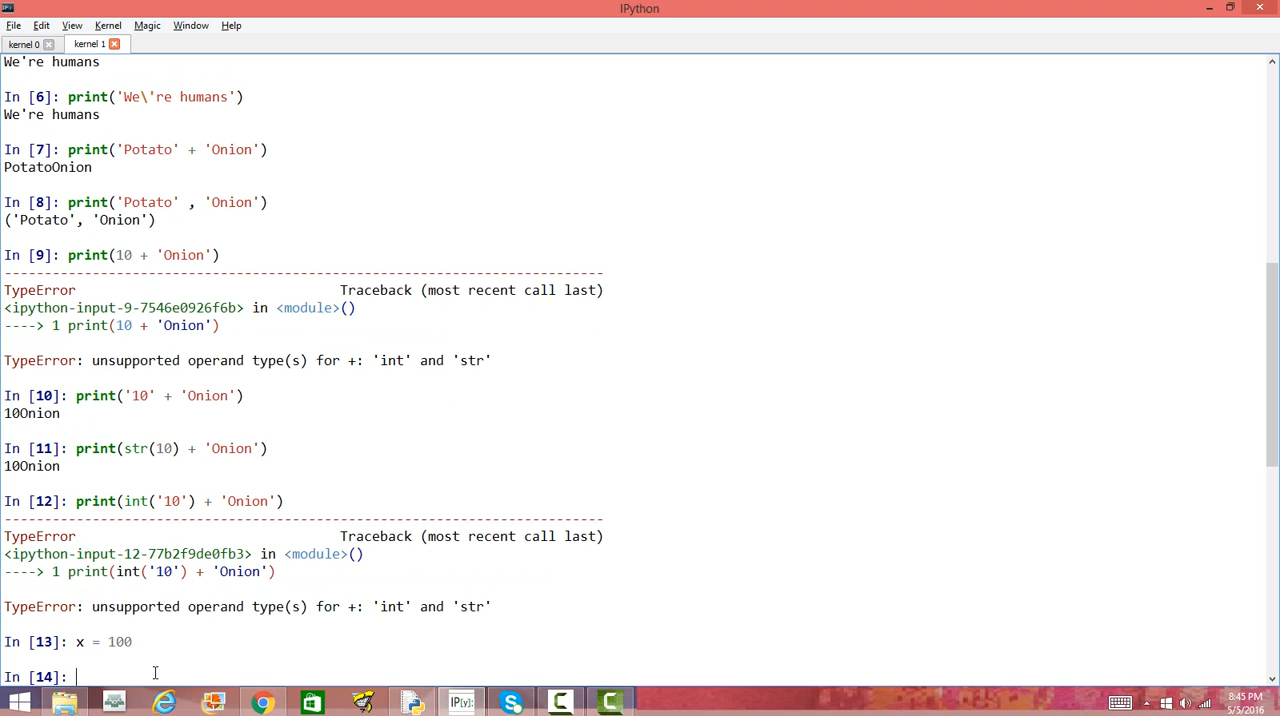 IPython
File Edit View Kernel Magic Window Help
kernel 0 kernel 1
We're humans
In [6]: print('We\'re humans')
We're humans
In [7]: print('Potato' + 'Onion')
PotatoOnion
In [8]: print('Potato' , 'Onion')
('Potato', 'Onion')
In [9]: print(10 + 'Onion')
---------------------------------------------------------------------------
TypeError Traceback (most recent call last)
<ipython-input-9-7546e0926f6b> in <module>()
----> 1 print(10 + 'Onion')
TypeError: unsupported operand type(s) for +: 'int' and 'str'
In [10]: print('10' + 'Onion')
10Onion
In [11]: print(str(10) + 'Onion')
10Onion
In [12]: print(int('10') + 'Onion')
---------------------------------------------------------------------------
TypeError Traceback (most recent call last)
<ipython-input-12-77b2f9de0fb3> in <module>()
----> 1 print(int('10') + 'Onion')
TypeError: unsupported operand type(s) for +: 'int' and 'str'
In [13]: x = 100
In [14]:
IP[y]:
8:45 PM
5/5/2016